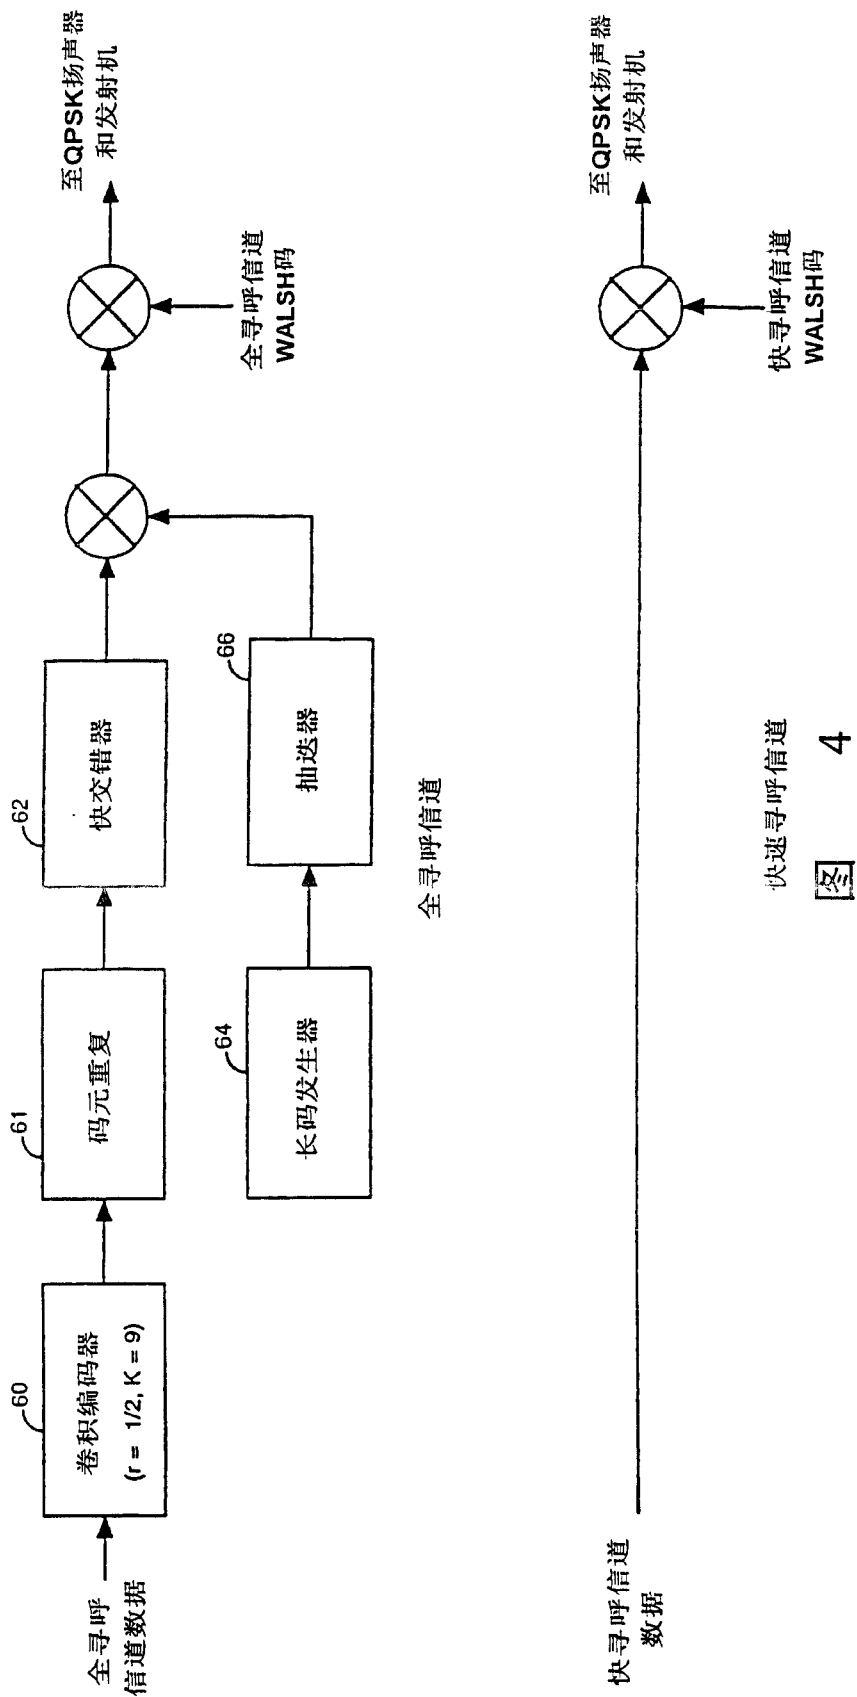 全寻呼
信道数据
60
卷积编码器
(r = 1/2, K = 9)
61
码元重复
62
快交错器
64
长码发生器
66
抽迭器
全寻呼信道
WALSH码
至QPSK扬声器
和发射机
全寻呼信道
快寻呼信道
数据
快寻呼信道
WALSH码
至QPSK扬声器
和发射机
快速寻呼信道
图 4